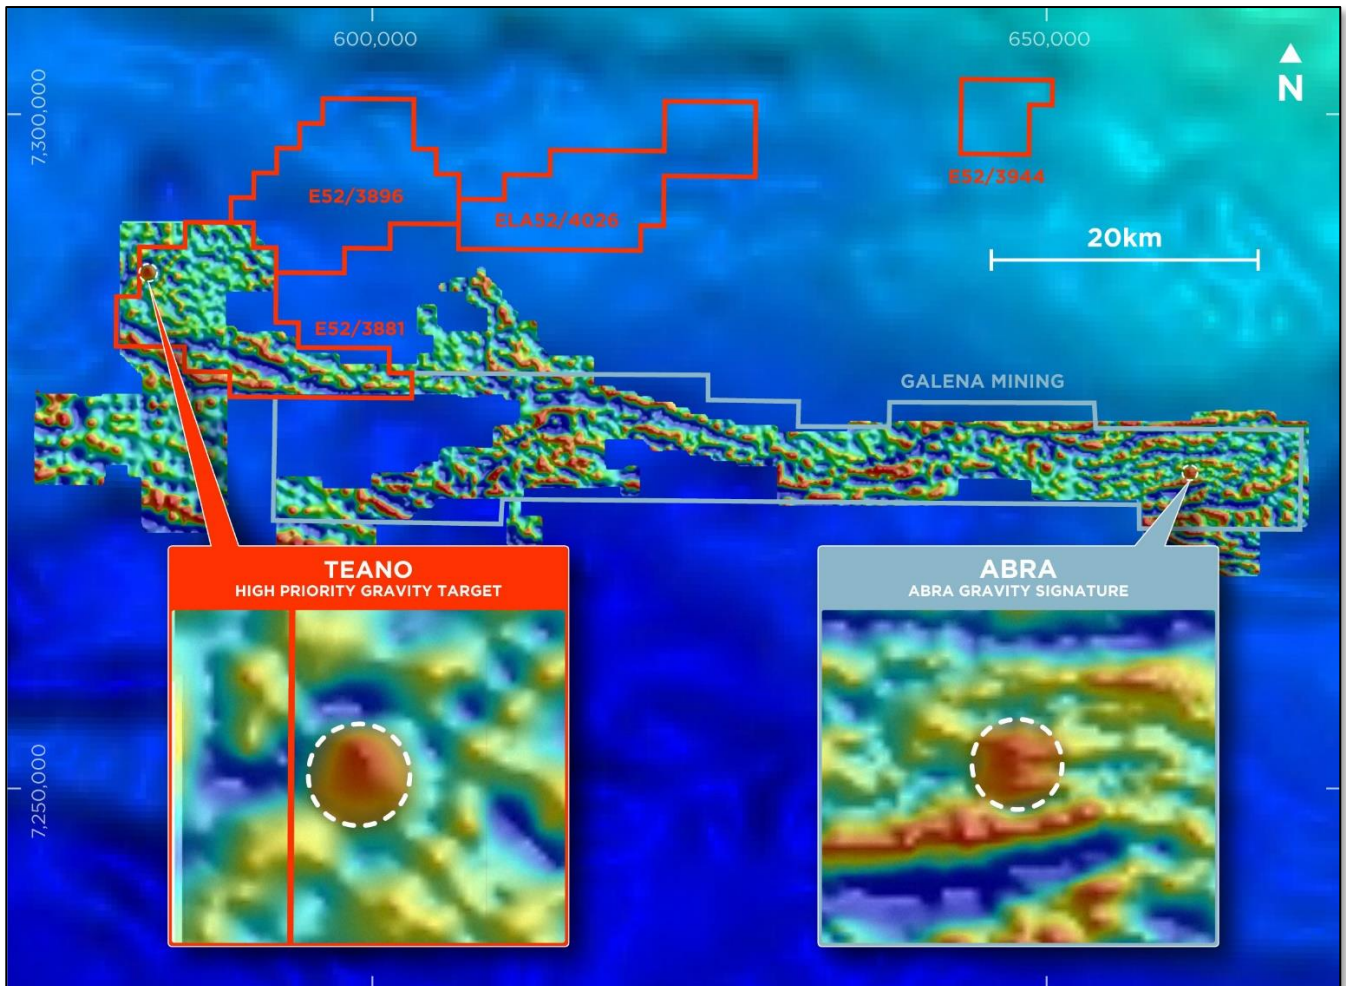 600,000
650,000
N
7,300,000
E52/3896
ELA52/4026
E52/3944
20km
E52/3881
GALENA MINING
TEANO
HIGH PRIORITY GRAVITY TARGET
ABRA
ABRA GRAVITY SIGNATURE
7,250,000